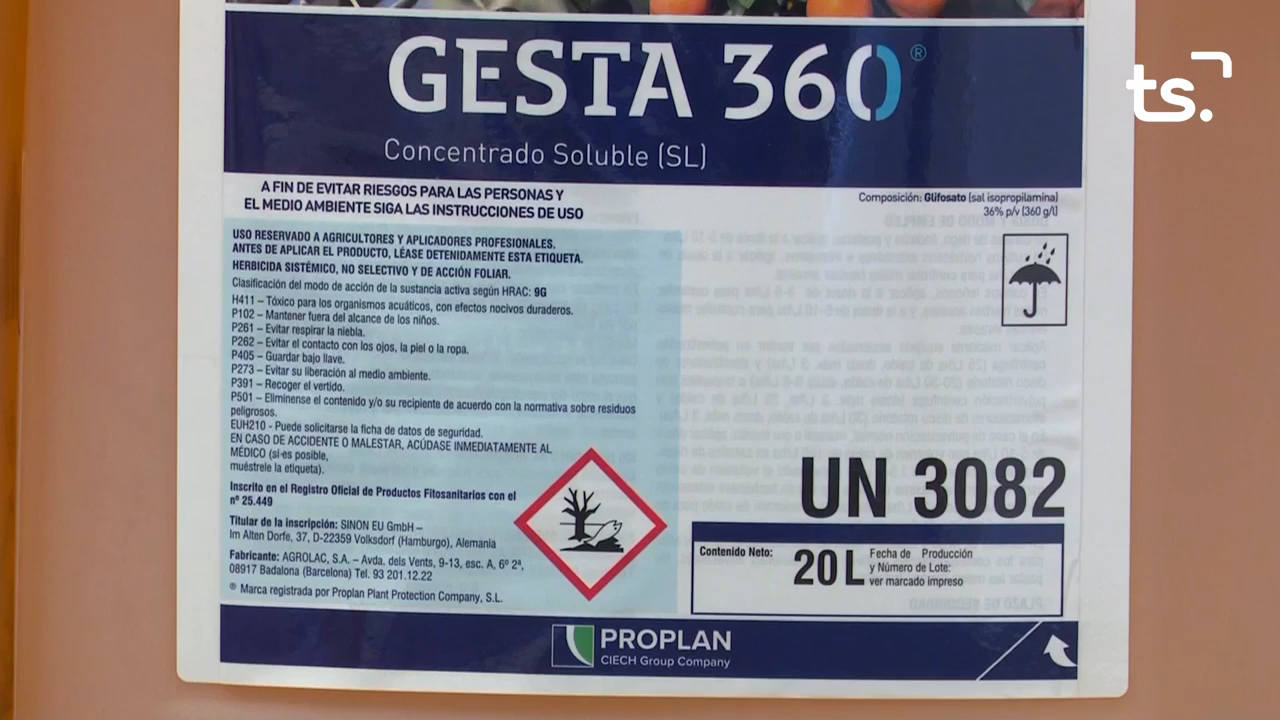 GESTA 360®
Concentrado Soluble (SL)
ts.
A FIN DE EVITAR RIESGOS PARA LAS PERSONAS Y
EL MEDIO AMBIENTE SIGA LAS INSTRUCCIONES DE USO
Composición: Glifosato (sal isopropilamina)
36% p/v (360 g/l)
USO RESERVADO A AGRICULTORES Y APLICADORES PROFESIONALES.
ANTES DE APLICAR EL PRODUCTO, LÉASE DETENIDAMENTE ESTA ETIQUETA.
HERBICIDA SISTÉMICO, NO SELECTIVO Y DE ACCIÓN FOLIAR.
Clasificación del modo de acción de la sustancia activa según HRAC: 9G
H411 – Tóxico para los organismos acuáticos, con efectos nocivos duraderos.
P102 – Mantener fuera del alcance de los niños.
P261 – Evitar respirar la niebla.
P262 – Evitar el contacto con los ojos, la piel o la ropa.
P405 – Guardar bajo llave.
P273 – Evitar su liberación al medio ambiente.
P391 – Recoger el vertido.
P501 – Elimínense el contenido y/o su recipiente de acuerdo con la normativa sobre residuos
peligrosos.
EUH210 - Puede solicitarse la ficha de datos de seguridad.
EN CASO DE ACCIDENTE O MALESTAR, ACÚDASE INMEDIATAMENTE AL
MÉDICO (si es posible,
muéstrele la etiqueta).
Inscrito en el Registro Oficial de Productos Fitosanitarios con el
nº 25.449
Titular de la inscripción: SINON EU GmbH –
Im Alten Dorfe, 37, D-22359 Volksdorf (Hamburgo), Alemania
Fabricante: AGROLAC, S.A. – Avda. dels Vents, 9-13, esc. A, 6º 2ª,
08917 Badalona (Barcelona) Tel. 93 201.12.22
® Marca registrada por Proplan Plant Protection Company, S.L.
UN 3082
Contenido Neto: 20 L
Fecha de Producción
y Número de Lote:
ver marcado impreso
PROPLAN
CIECH Group Company